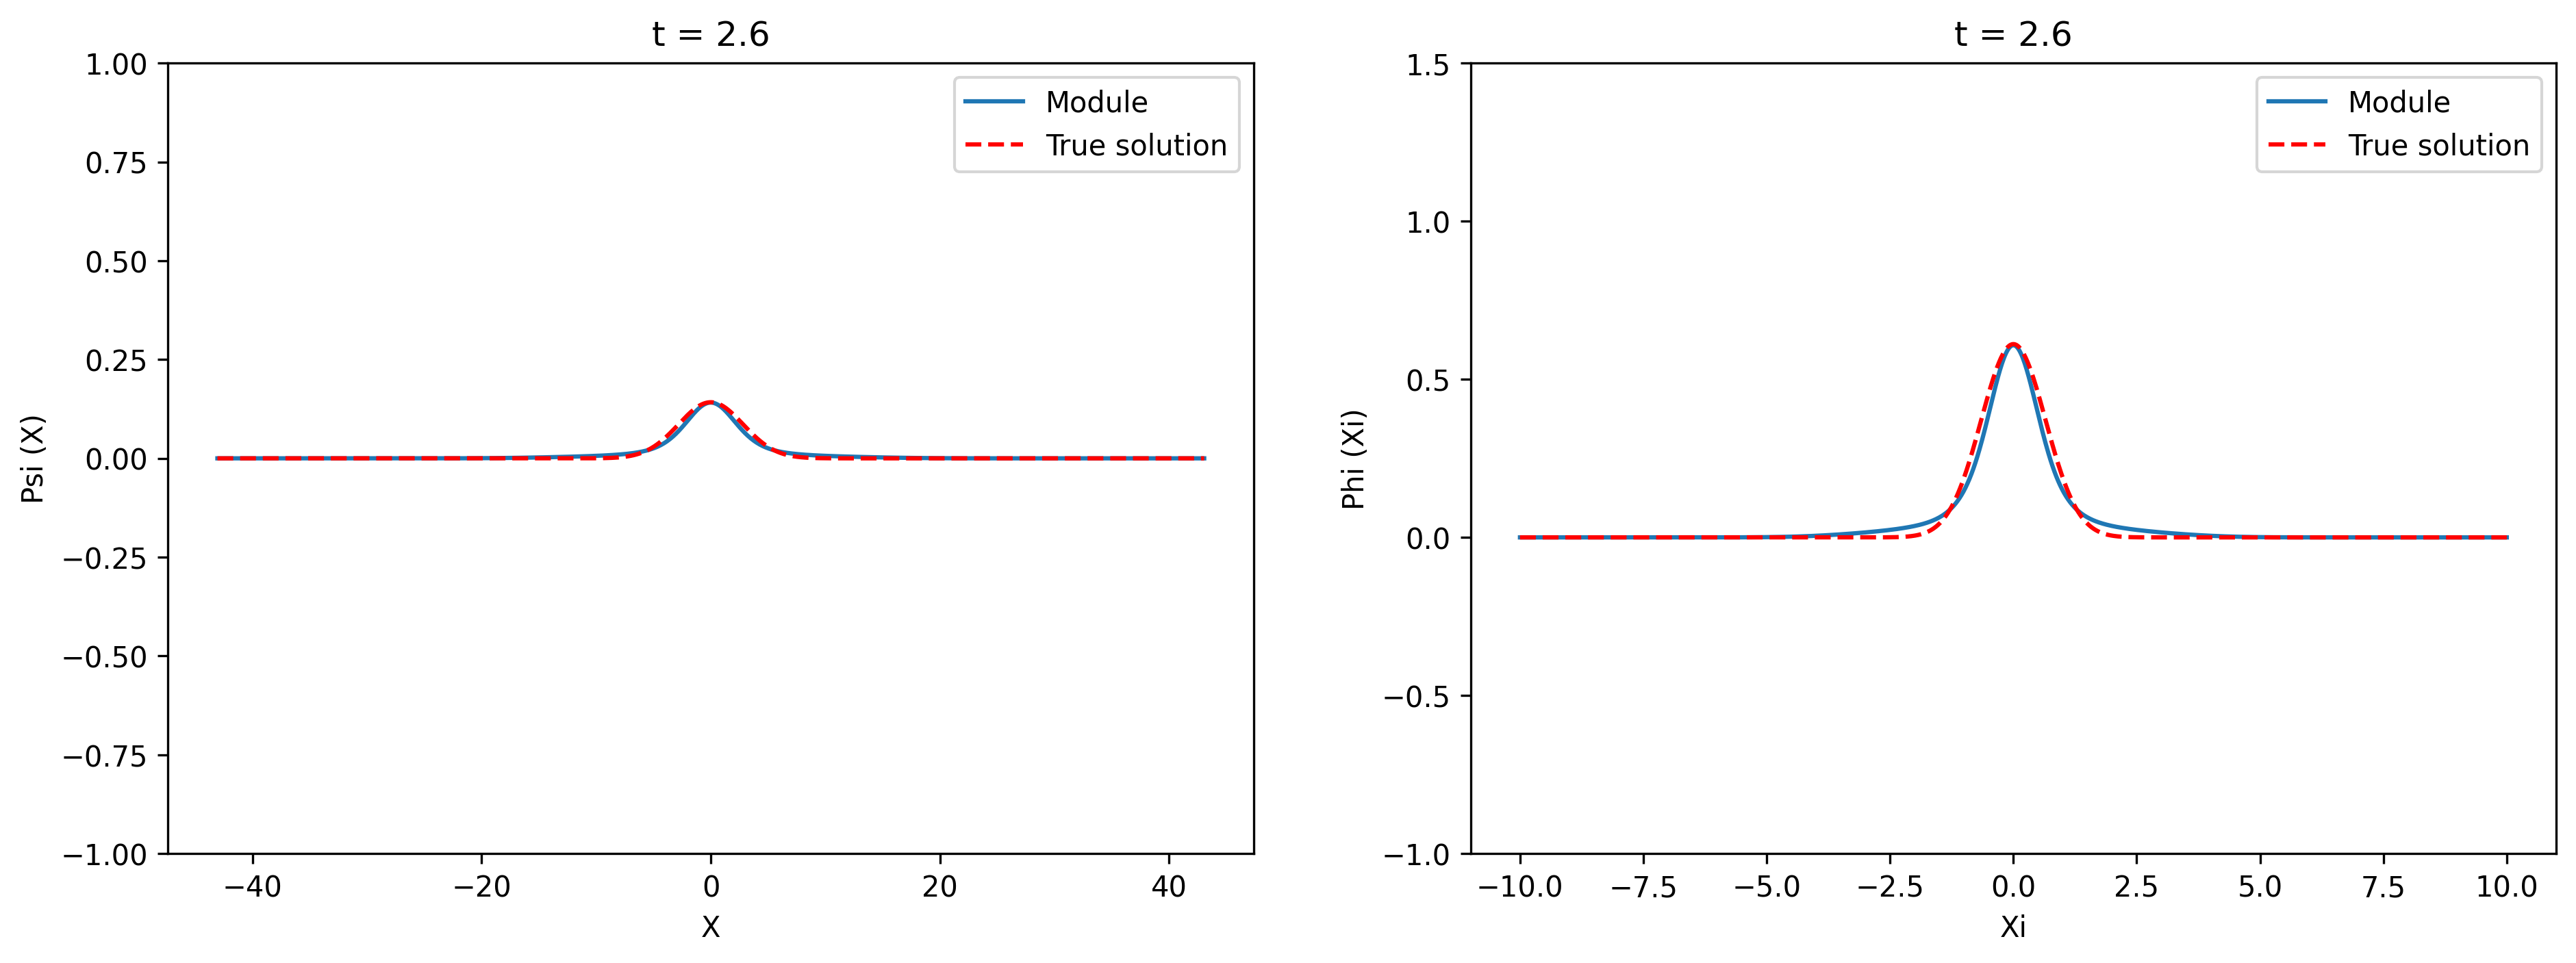 t = 2.6
1.00
0.75
0.50
0.25
0.00
−0.25
−0.50
−0.75
−1.00
Psi (X)
−40 −20 0 20 40
X
Module
True solution
t = 2.6
1.5
1.0
0.5
0.0
−0.5
−1.0
Phi (Xi)
−10.0 −7.5 −5.0 −2.5 0.0 2.5 5.0 7.5 10.0
Xi
Module
True solution